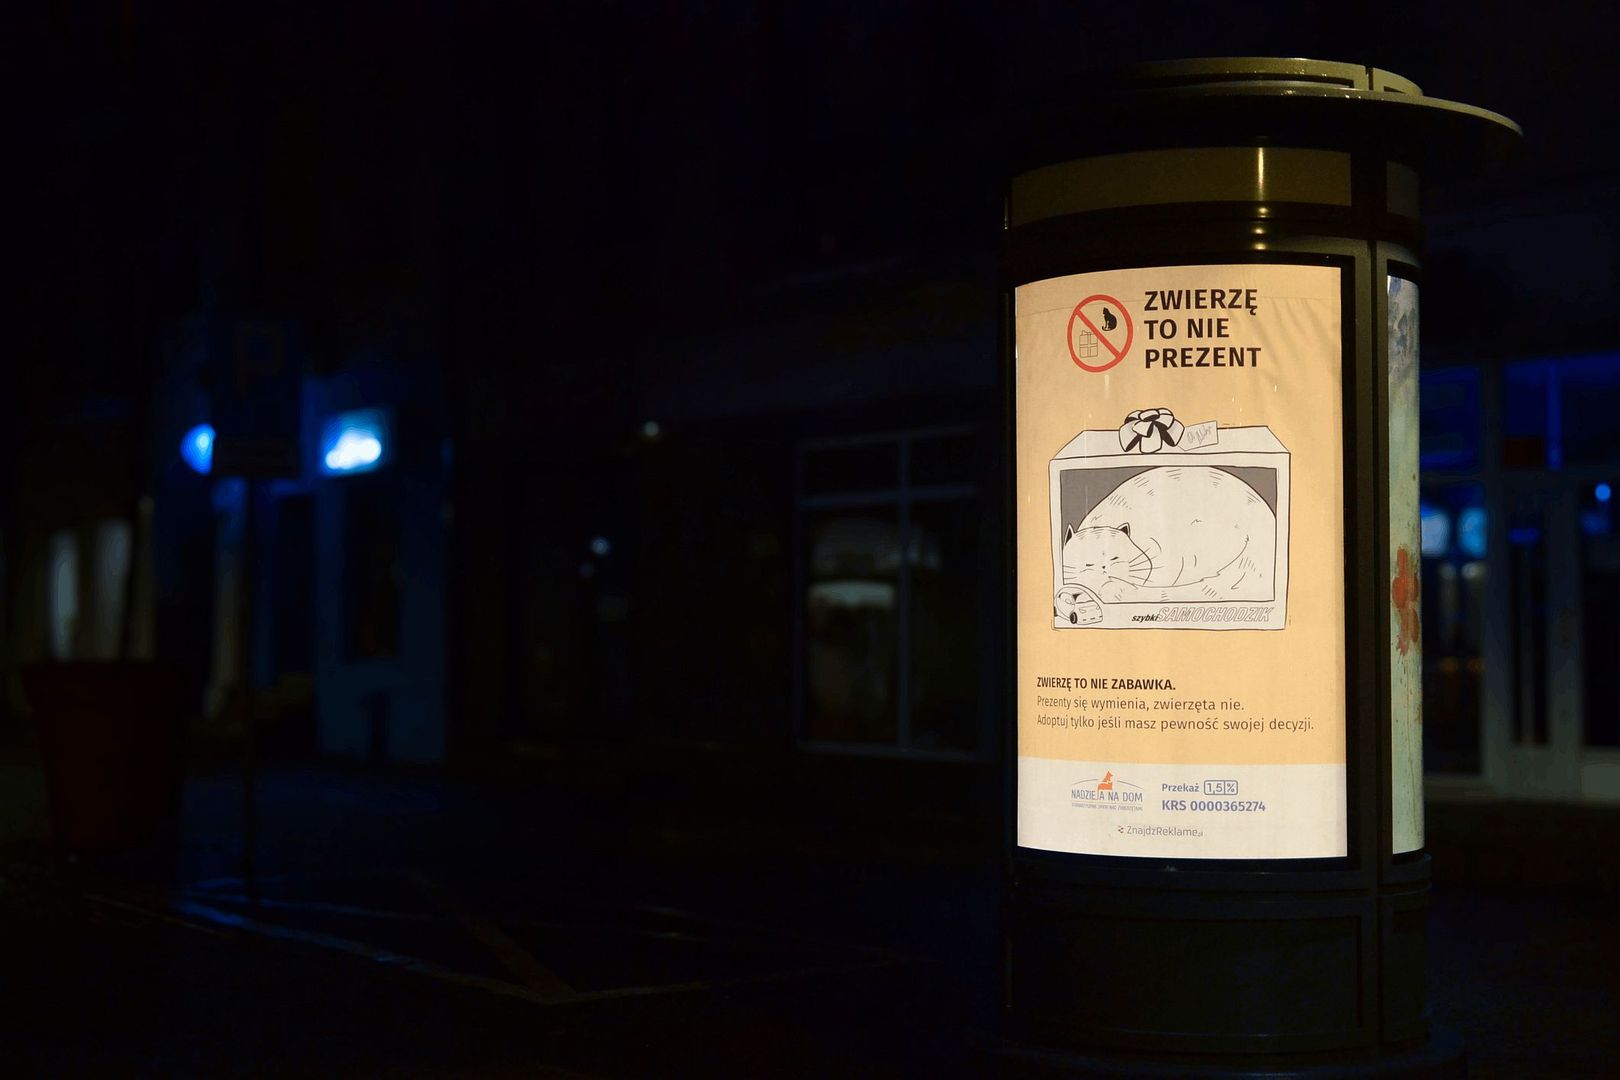 ZWIERZĘ
TO NIE
PREZENT
szybki SAMOCHODZIK
ZWIERZĘ TO NIE ZABAWKA.
Prezenty się wymienia, zwierzęta nie.
Adoptuj tylko jeśli masz pewność swojej decyzji.
NADZIEJA NA DOM
Przekaż 1,5%
KRS 0000365274
ZnajdzReklame.pl
P